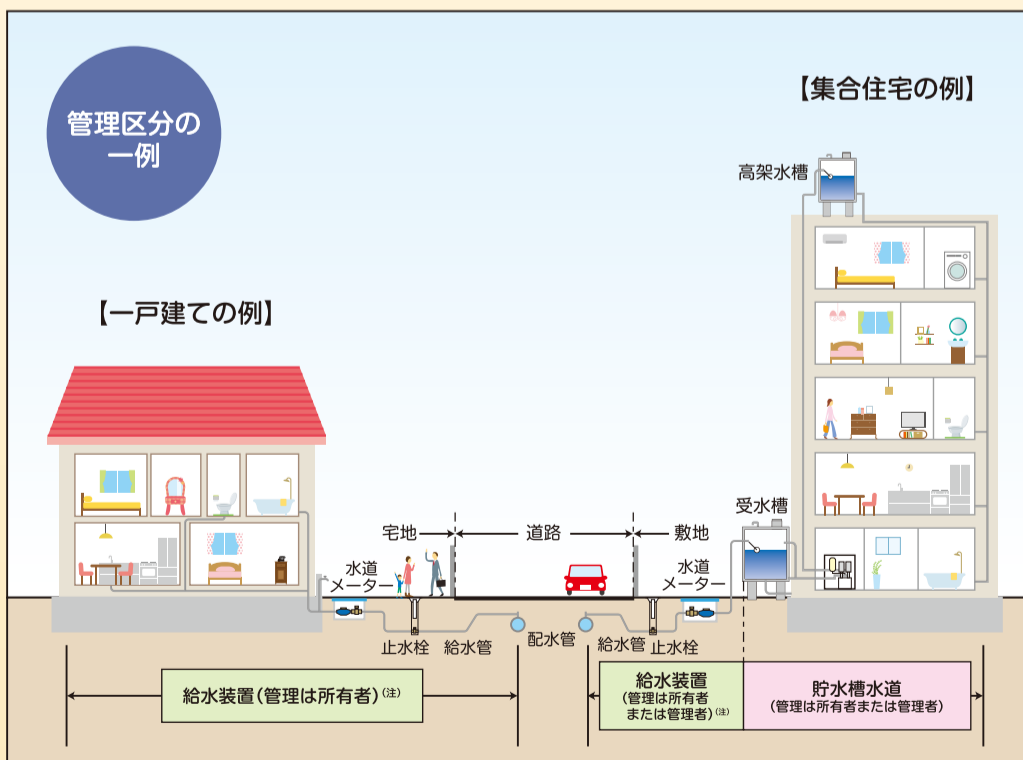 管理区分の
一例
【集合住宅の例】
高架水槽
【一戸建ての例】
受水槽
宅地
道路
敷地
水道
メーター
水道
メーター
止水栓
給水管
配水管
給水管
止水栓
給水装置(管理は所有者)(注)
給水装置
(管理は所有者
または管理者)(注)
貯水槽水道
(管理は所有者または管理者)